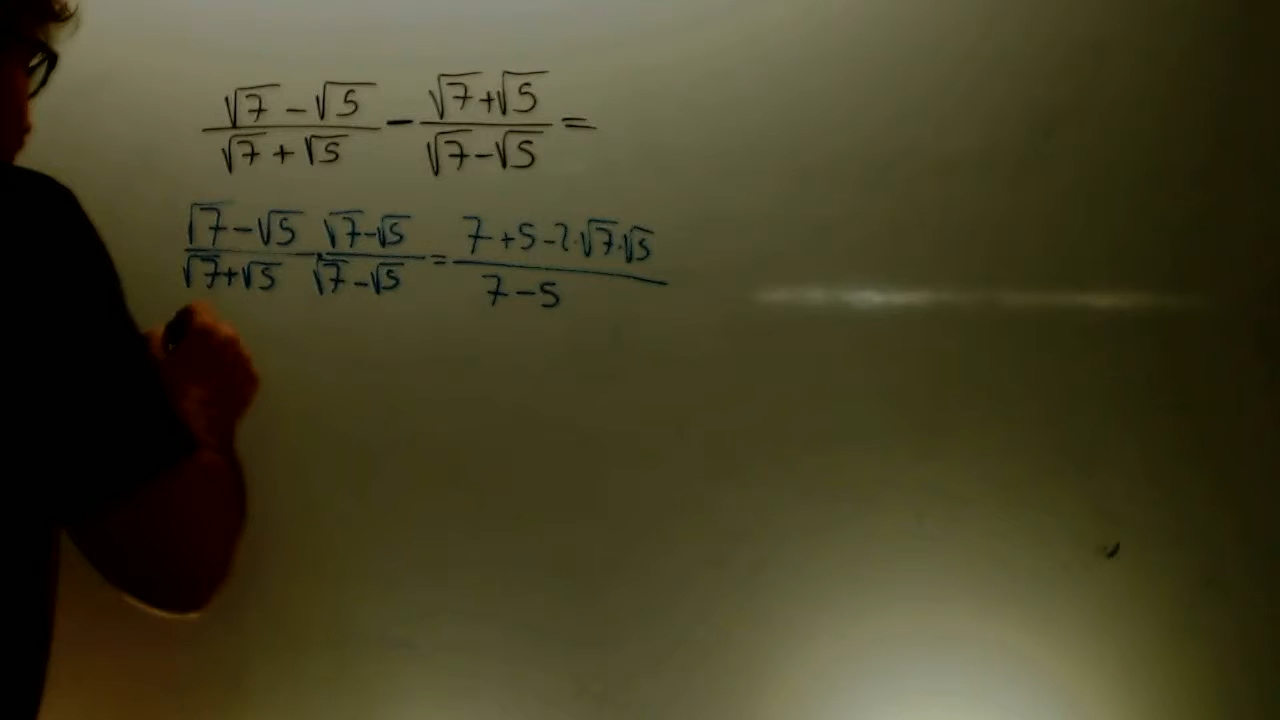 (√7 - √5)/(√7 + √5) - (√7 + √5)/(√7 - √5) =
(√7 - √5)/(√7 + √5) · (√7 - √5)/(√7 - √5) = (7 + 5 - 2·√7·√5)/(7 - 5)